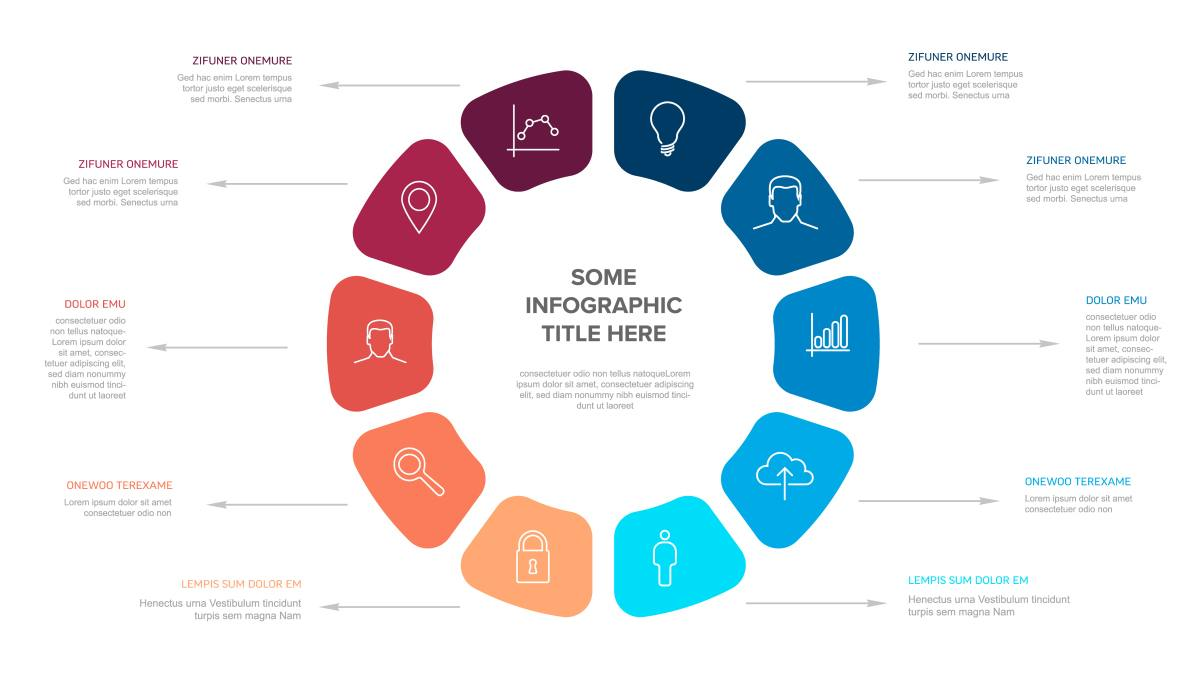 ZIFUNER ONEMURE
Ged hac enim Lorem tempus
tortor justo eget scelerisque
sed morbi. Senectus urna
ZIFUNER ONEMURE
Ged hac enim Lorem tempus
tortor justo eget scelerisque
sed morbi. Senectus urna
DOLOR EMU
consectetuer odio
non tellus natoque-
Lorem ipsum dolor
sit amet, consec-
tetuer adipiscing elit,
sed diam nonummy
nibh euismod tinci-
dunt ut laoreet
ONEWOO TEREXAME
Lorem ipsum dolor sit amet
consectetuer odio non
LEMPIS SUM DOLOR EM
Henectus urna Vestibulum tincidunt
turpis sem magna Nam
SOME
INFOGRAPHIC
TITLE HERE
consectetuer odio non tellus natoqueLorem
ipsum dolor sit amet, consectetuer adipiscing
elit, sed diam nonummy nibh euismod tinci-
dunt ut laoreet
ZIFUNER ONEMURE
Ged hac enim Lorem tempus
tortor justo eget scelerisque
sed morbi. Senectus urna
ZIFUNER ONEMURE
Ged hac enim Lorem tempus
tortor justo eget scelerisque
sed morbi. Senectus urna
DOLOR EMU
consectetuer odio
non tellus natoque-
Lorem ipsum dolor
sit amet, consec-
tetuer adipiscing elit,
sed diam nonummy
nibh euismod tinci-
dunt ut laoreet
ONEWOO TEREXAME
Lorem ipsum dolor sit amet
consectetuer odio non
LEMPIS SUM DOLOR EM
Henectus urna Vestibulum tincidunt
turpis sem magna Nam